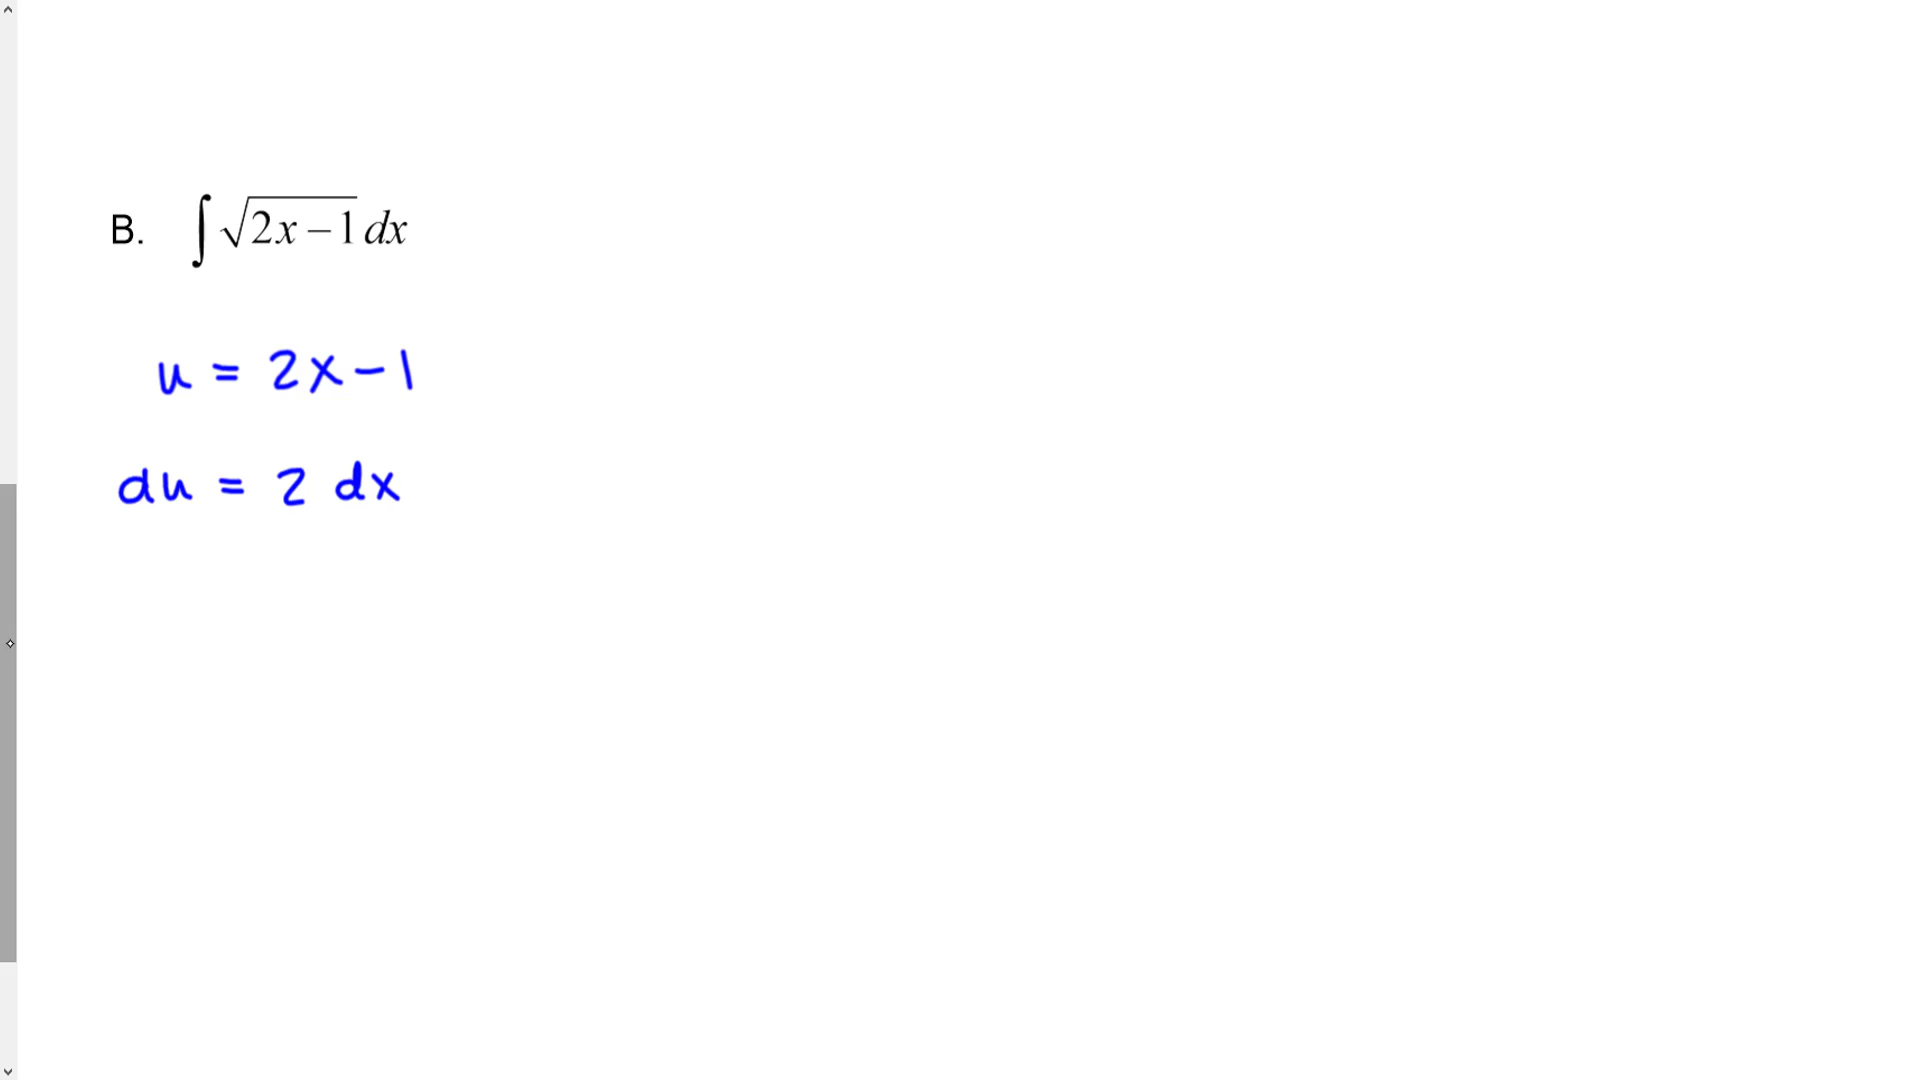 B. ∫√(2x – 1) dx
u = 2x - 1
du = 2 dx